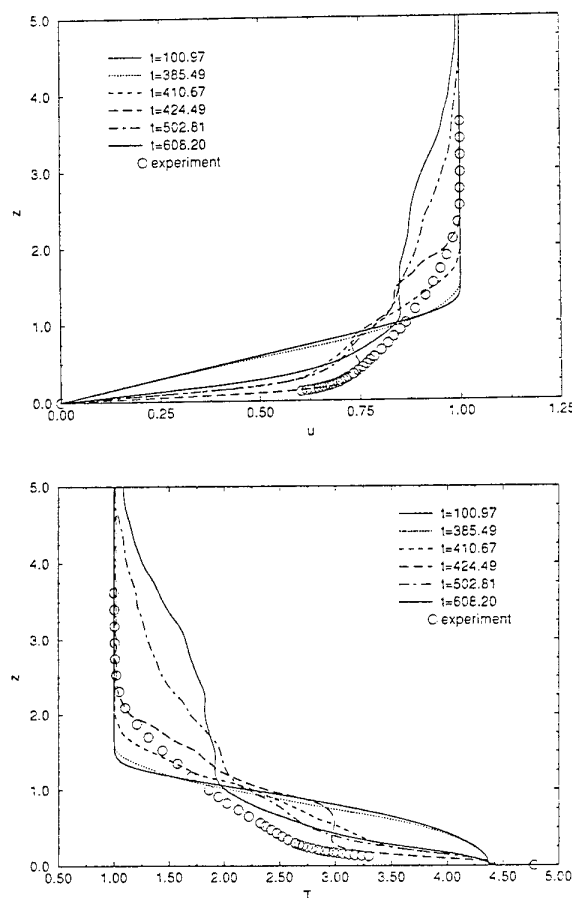 5.0
t=100.97
t=385.49
4.0
t=410.67
t=424.49
t=502.81
t=608.20
experiment
3.0
z
2.0
1.0
0.0
0.00 0.25 0.50 0.75 1.00 1.25
u
5.0
t=100.97
t=385.49
t=410.67
4.0
t=424.49
t=502.81
t=608.20
experiment
3.0
z
2.0
1.0
0.0
0.50 1.00 1.50 2.00 2.50 3.00 3.50 4.00 4.50 5.00
T